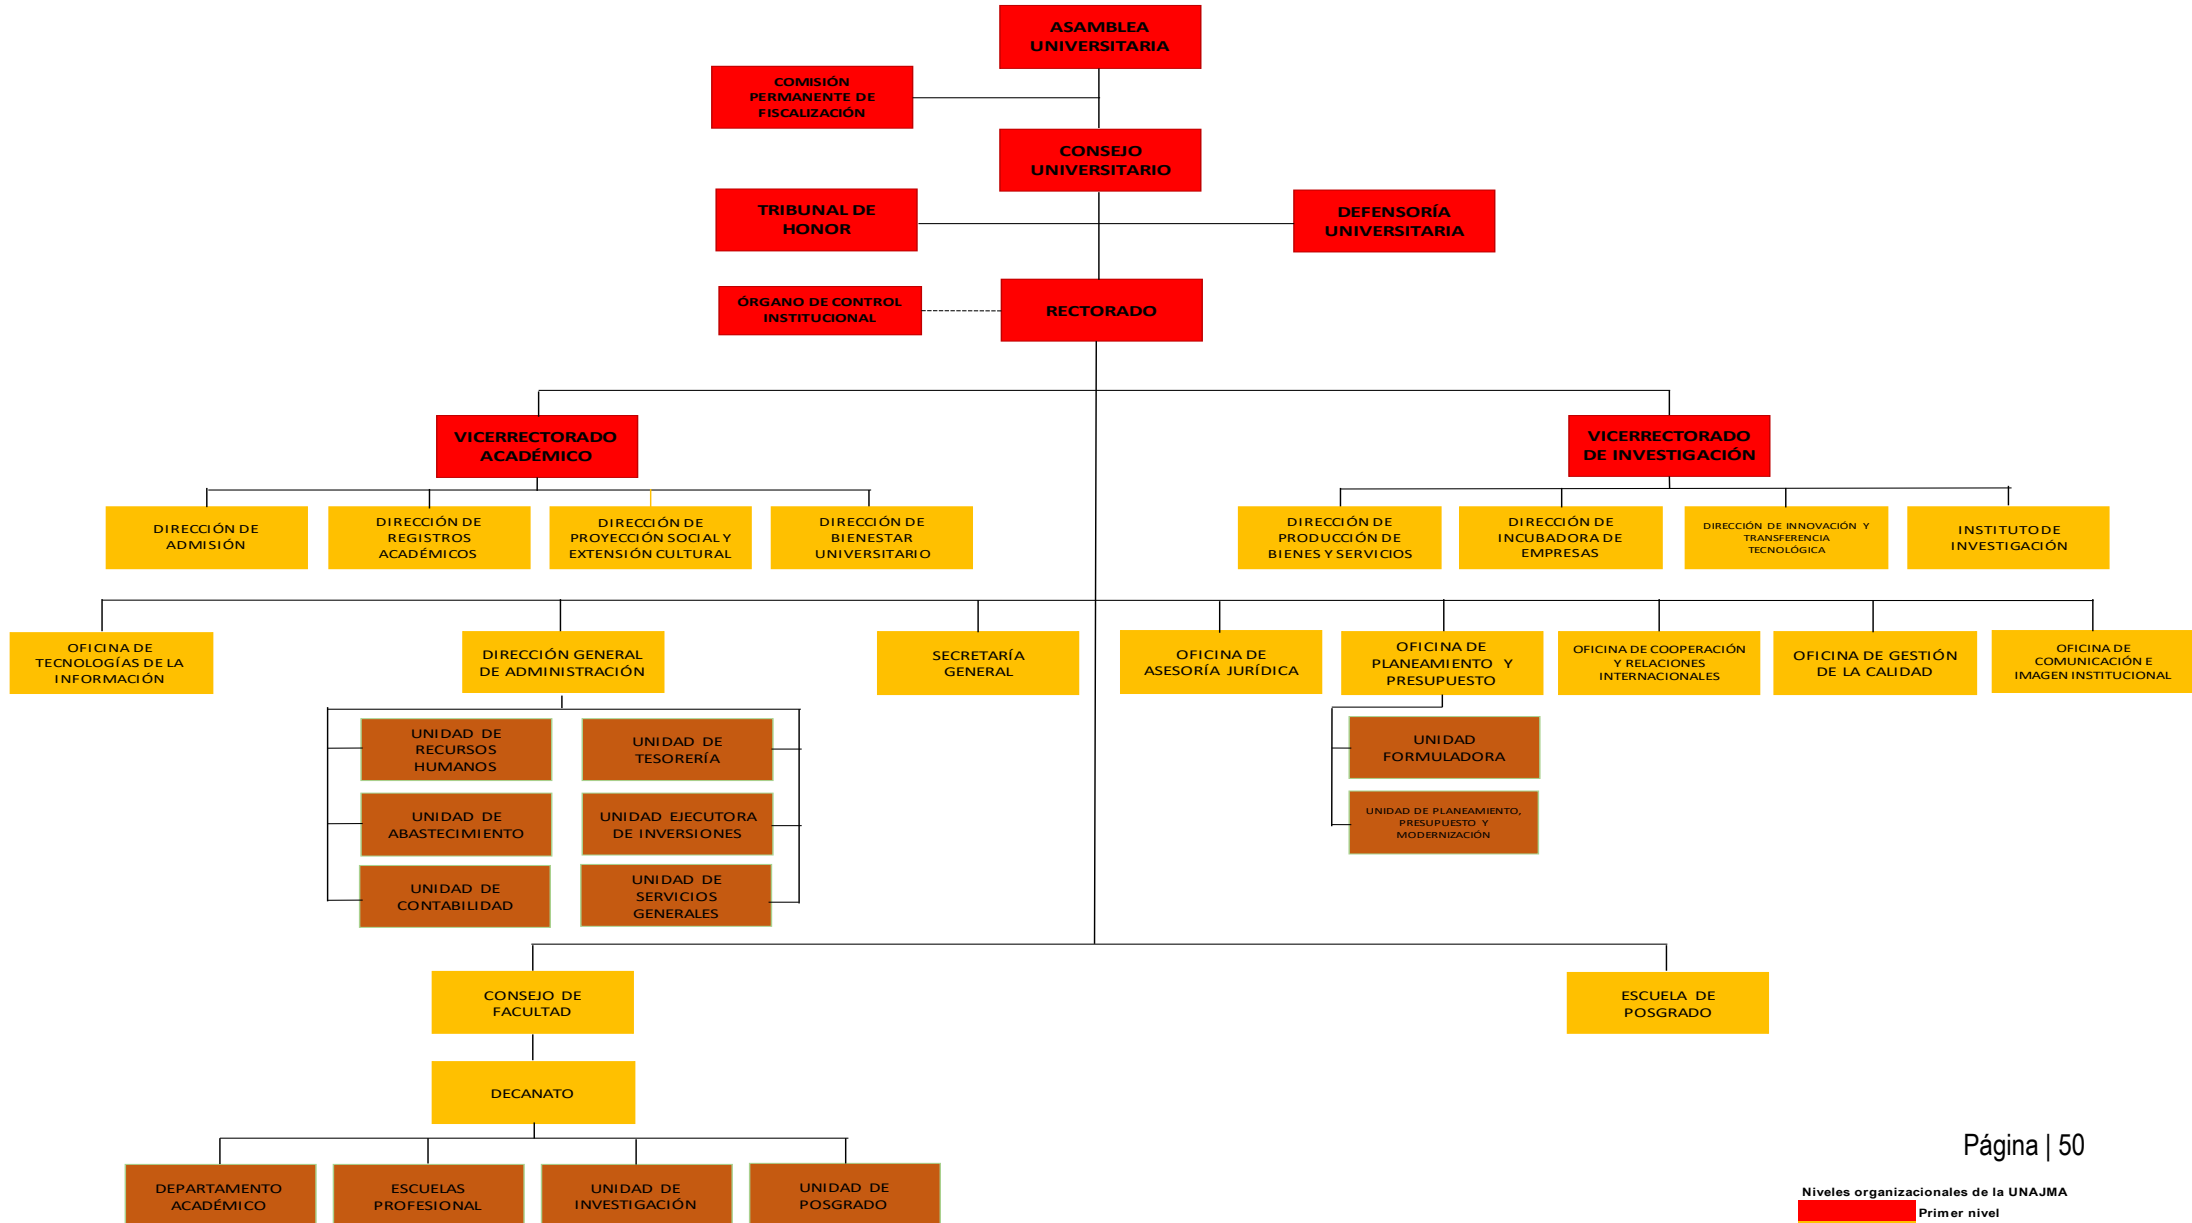 ASAMBLEA
UNIVERSITARIA
COMISIÓN
PERMANENTE DE
FISCALIZACIÓN
CONSEJO
UNIVERSITARIO
TRIBUNAL DE
HONOR
DEFENSORÍA
UNIVERSITARIA
ÓRGANO DE CONTROL
INSTITUCIONAL
RECTORADO
VICERRECTORADO
ACADÉMICO
VICERRECTORADO
DE INVESTIGACIÓN
DIRECCIÓN DE
ADMISIÓN
DIRECCIÓN DE
REGISTROS
ACADÉMICOS
DIRECCIÓN DE
PROYECCIÓN SOCIAL Y
EXTENSIÓN CULTURAL
DIRECCIÓN DE
BIENESTAR
UNIVERSITARIO
DIRECCIÓN DE
PRODUCCIÓN DE
BIENES Y SERVICIOS
DIRECCIÓN DE
INCUBADORA DE
EMPRESAS
DIRECCIÓN DE INNOVACIÓN Y
TRANSFERENCIA
TECNOLÓGICA
INSTITUTO DE
INVESTIGACIÓN
OFICINA DE
TECNOLOGÍAS DE LA
INFORMACIÓN
DIRECCIÓN GENERAL
DE ADMINISTRACIÓN
SECRETARÍA
GENERAL
OFICINA DE
ASESORÍA JURÍDICA
OFICINA DE
PLANEAMIENTO Y
PRESUPUESTO
OFICINA DE COOPERACIÓN
Y RELACIONES
INTERNACIONALES
OFICINA DE GESTIÓN
DE LA CALIDAD
OFICINA DE
COMUNICACIÓN E
IMAGEN INSTITUCIONAL
UNIDAD DE
RECURSOS
HUMANOS
UNIDAD DE
TESORERÍA
UNIDAD DE
ABASTECIMIENTO
UNIDAD EJECUTORA
DE INVERSIONES
UNIDAD DE
CONTABILIDAD
UNIDAD DE
SERVICIOS
GENERALES
UNIDAD
FORMULADORA
UNIDAD DE PLANEAMIENTO,
PRESUPUESTO Y
MODERNIZACIÓN
CONSEJO DE
FACULTAD
ESCUELA DE
POSGRADO
DECANATO
DEPARTAMENTO
ACADÉMICO
ESCUELAS
PROFESIONAL
UNIDAD DE
INVESTIGACIÓN
UNIDAD DE
POSGRADO
Página | 50
Niveles organizacionales de la UNAJMA
Primer nivel